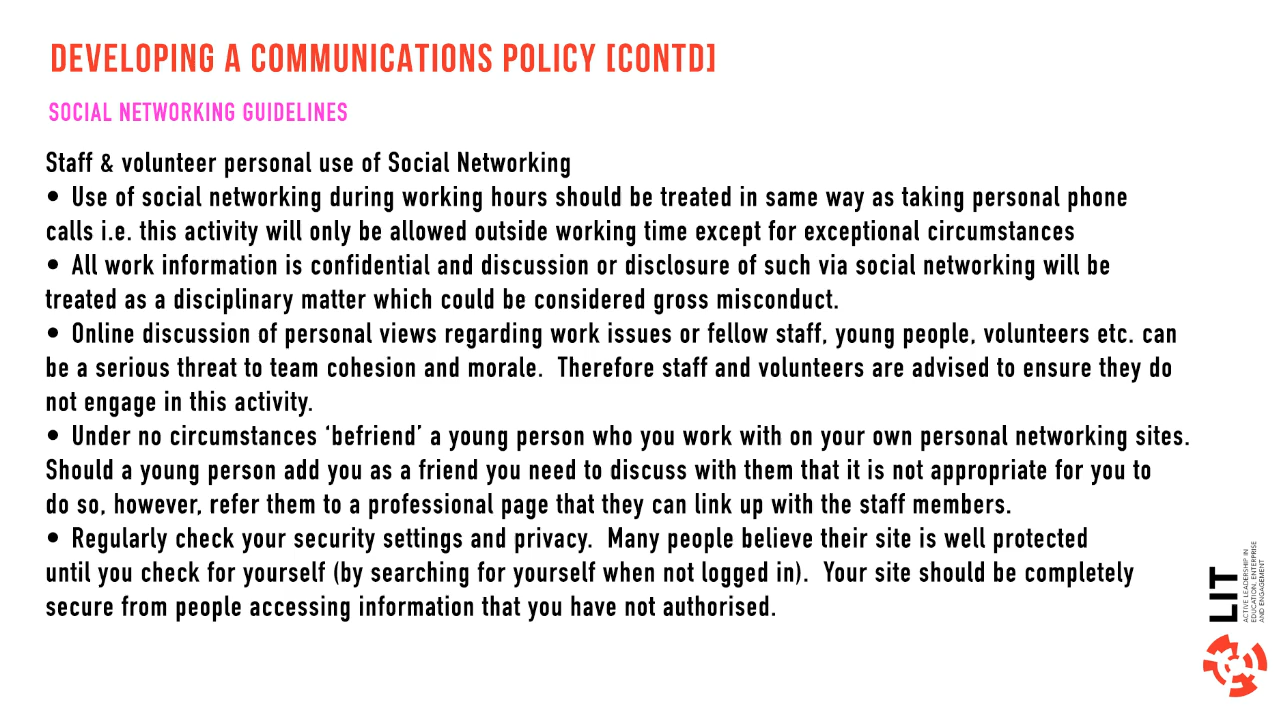 DEVELOPING A COMMUNICATIONS POLICY [CONTD]
SOCIAL NETWORKING GUIDELINES
Staff & volunteer personal use of Social Networking
• Use of social networking during working hours should be treated in same way as taking personal phone
calls i.e. this activity will only be allowed outside working time except for exceptional circumstances
• All work information is confidential and discussion or disclosure of such via social networking will be
treated as a disciplinary matter which could be considered gross misconduct.
• Online discussion of personal views regarding work issues or fellow staff, young people, volunteers etc. can
be a serious threat to team cohesion and morale.  Therefore staff and volunteers are advised to ensure they do
not engage in this activity.
• Under no circumstances ‘befriend’ a young person who you work with on your own personal networking sites.
Should a young person add you as a friend you need to discuss with them that it is not appropriate for you to
do so, however, refer them to a professional page that they can link up with the staff members.
• Regularly check your security settings and privacy.  Many people believe their site is well protected
until you check for yourself (by searching for yourself when not logged in).  Your site should be completely
secure from people accessing information that you have not authorised.
LIT
ACTIVE LEADERSHIP IN
EDUCATION, ENTERPRISE
AND ENGAGEMENT